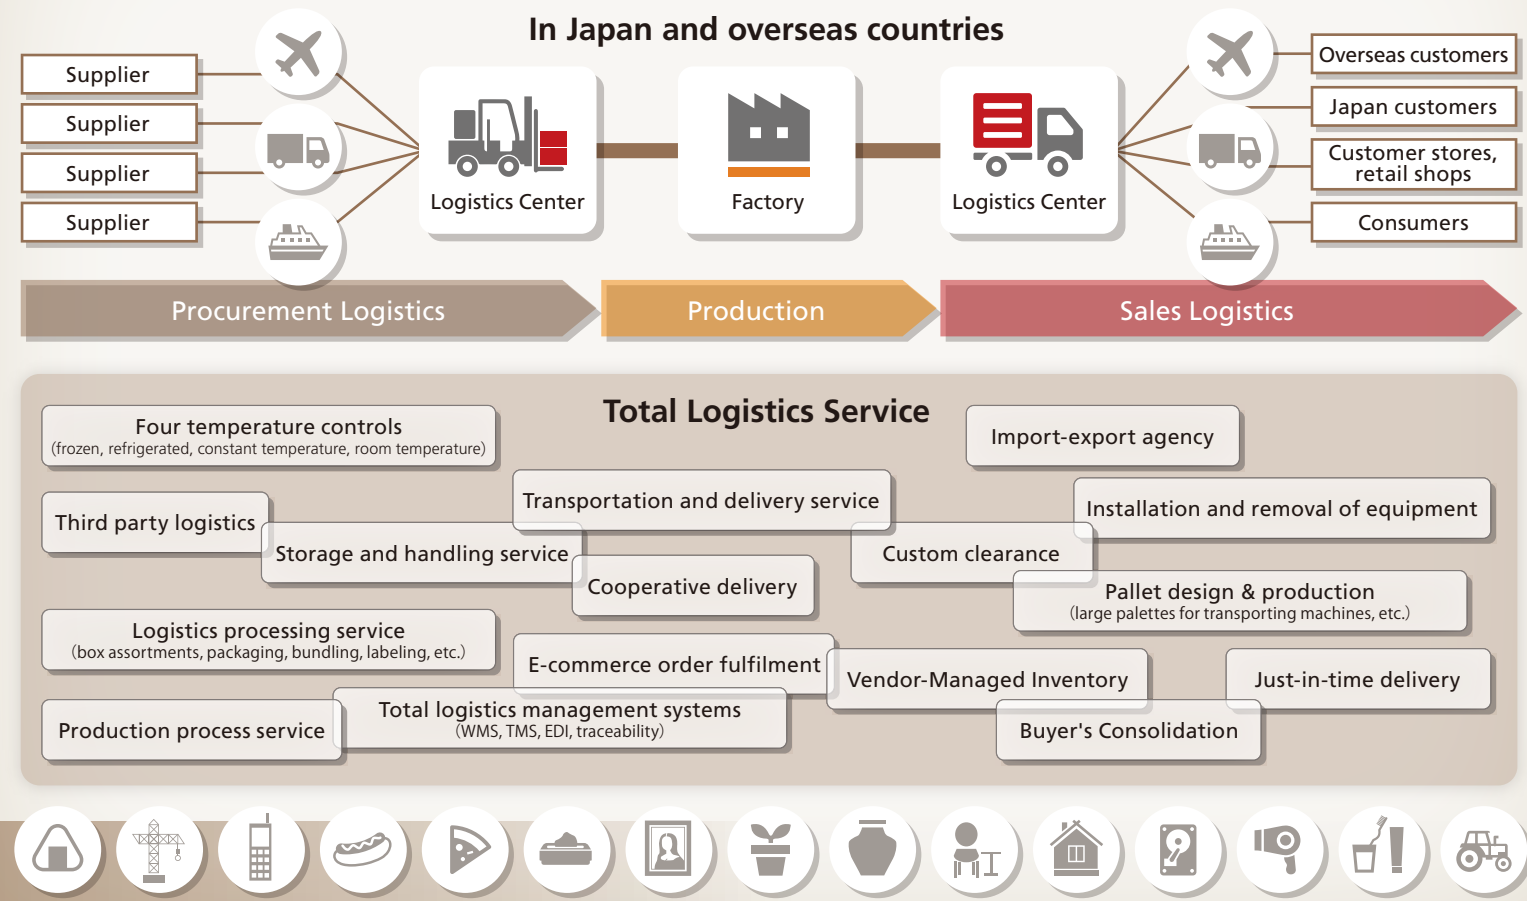 In Japan and overseas countries
Supplier
Supplier
Supplier
Supplier
Logistics Center
Factory
Logistics Center
Overseas customers
Japan customers
Customer stores,
retail shops
Consumers
Procurement Logistics
Production
Sales Logistics
Total Logistics Service
Four temperature controls
(frozen, refrigerated, constant temperature, room temperature)
Import-export agency
Transportation and delivery service
Installation and removal of equipment
Third party logistics
Storage and handling service
Custom clearance
Cooperative delivery
Pallet design & production
(large palettes for transporting machines, etc.)
Logistics processing service
(box assortments, packaging, bundling, labeling, etc.)
E-commerce order fulfilment
Vendor-Managed Inventory
Just-in-time delivery
Total logistics management systems
(WMS, TMS, EDI, traceability)
Production process service
Buyer's Consolidation